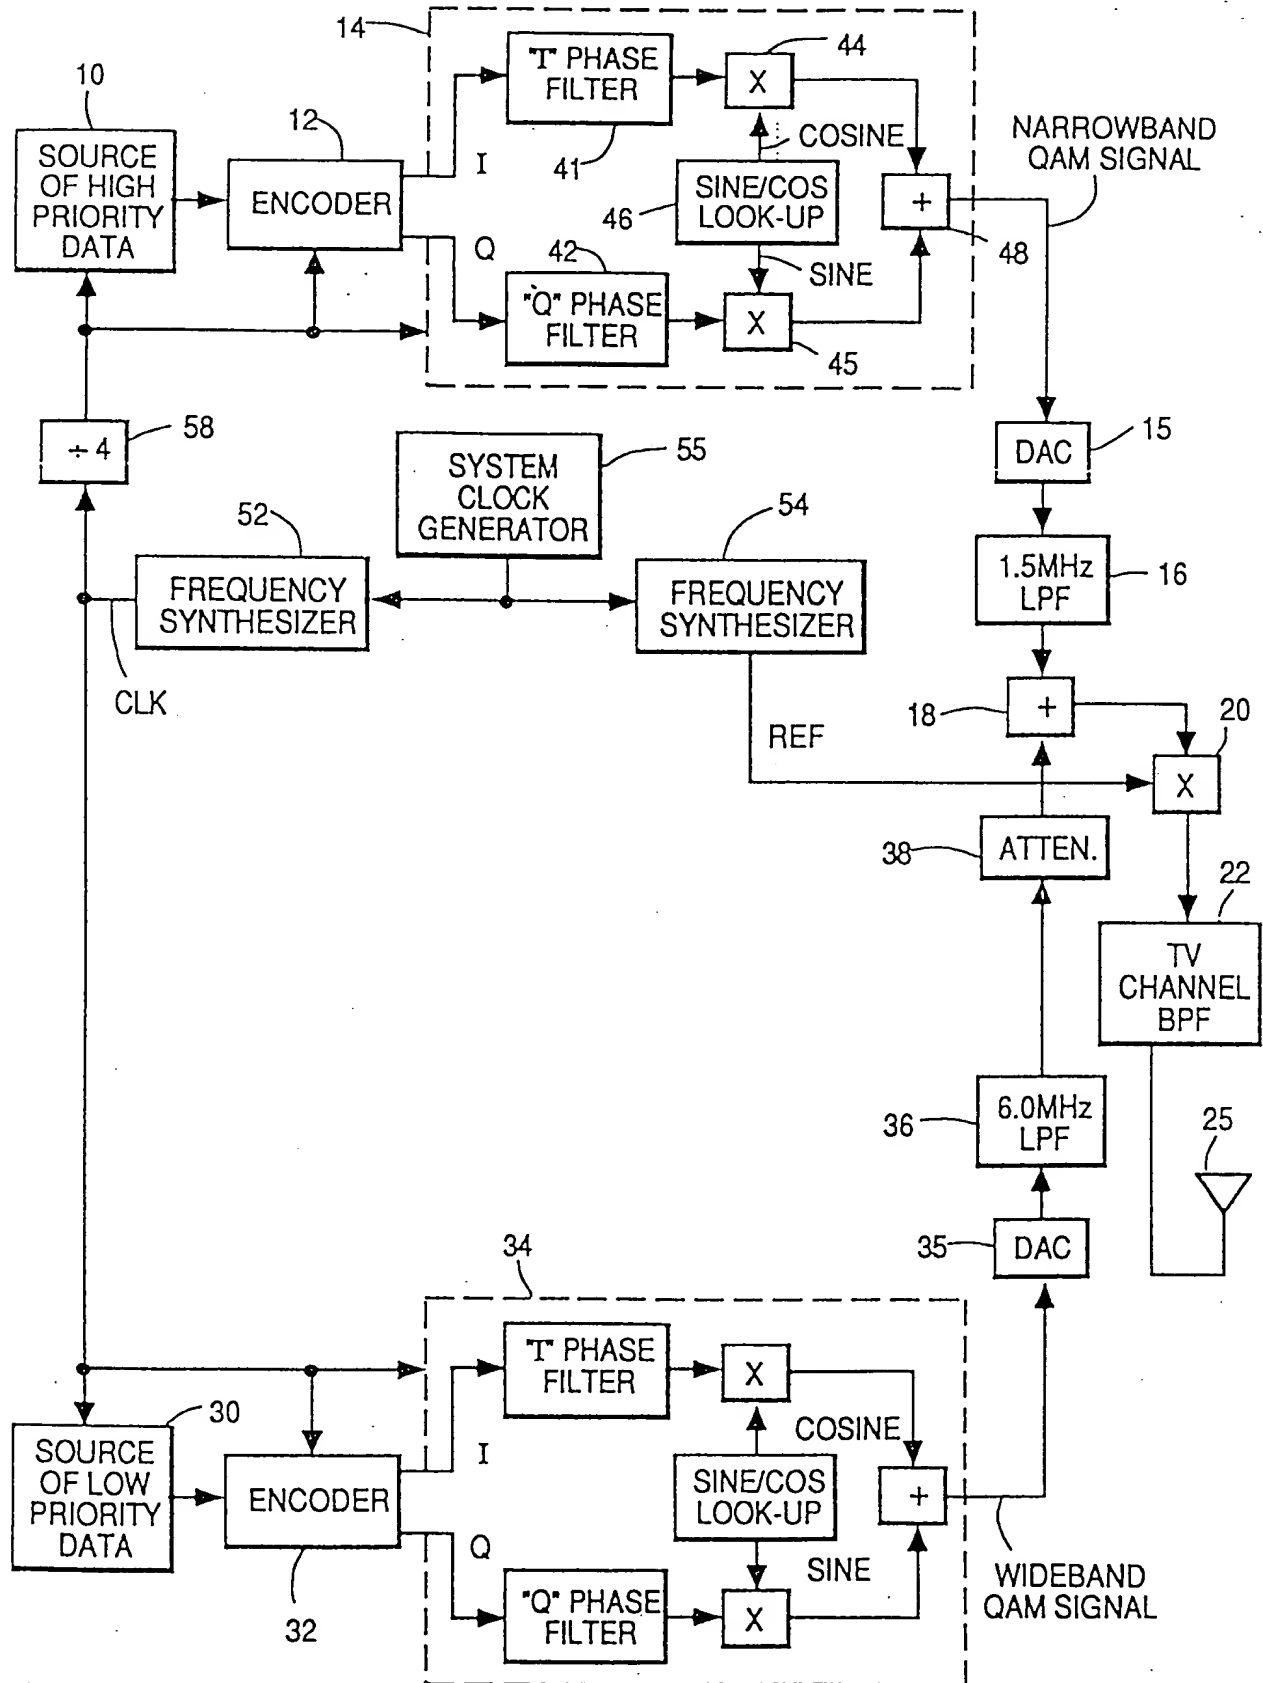 14
"I" PHASE
FILTER
41
X
44
10
SOURCE
OF HIGH
PRIORITY
DATA
12
ENCODER
I
Q
COSINE
SINE/COS
LOOK-UP
46
SINE
+
48
NARROWBAND
QAM SIGNAL
42
"Q" PHASE
FILTER
X
45
÷ 4
58
SYSTEM
CLOCK
GENERATOR
55
DAC
15
52
FREQUENCY
SYNTHESIZER
CLK
54
FREQUENCY
SYNTHESIZER
REF
1.5MHz
LPF
16
18
+
20
X
38
ATTEN.
22
TV
CHANNEL
BPF
36
6.0MHz
LPF
25
35
DAC
34
"I" PHASE
FILTER
X
30
SOURCE
OF LOW
PRIORITY
DATA
ENCODER
32
I
Q
COSINE
SINE/COS
LOOK-UP
SINE
+
"Q" PHASE
FILTER
X
WIDEBAND
QAM SIGNAL